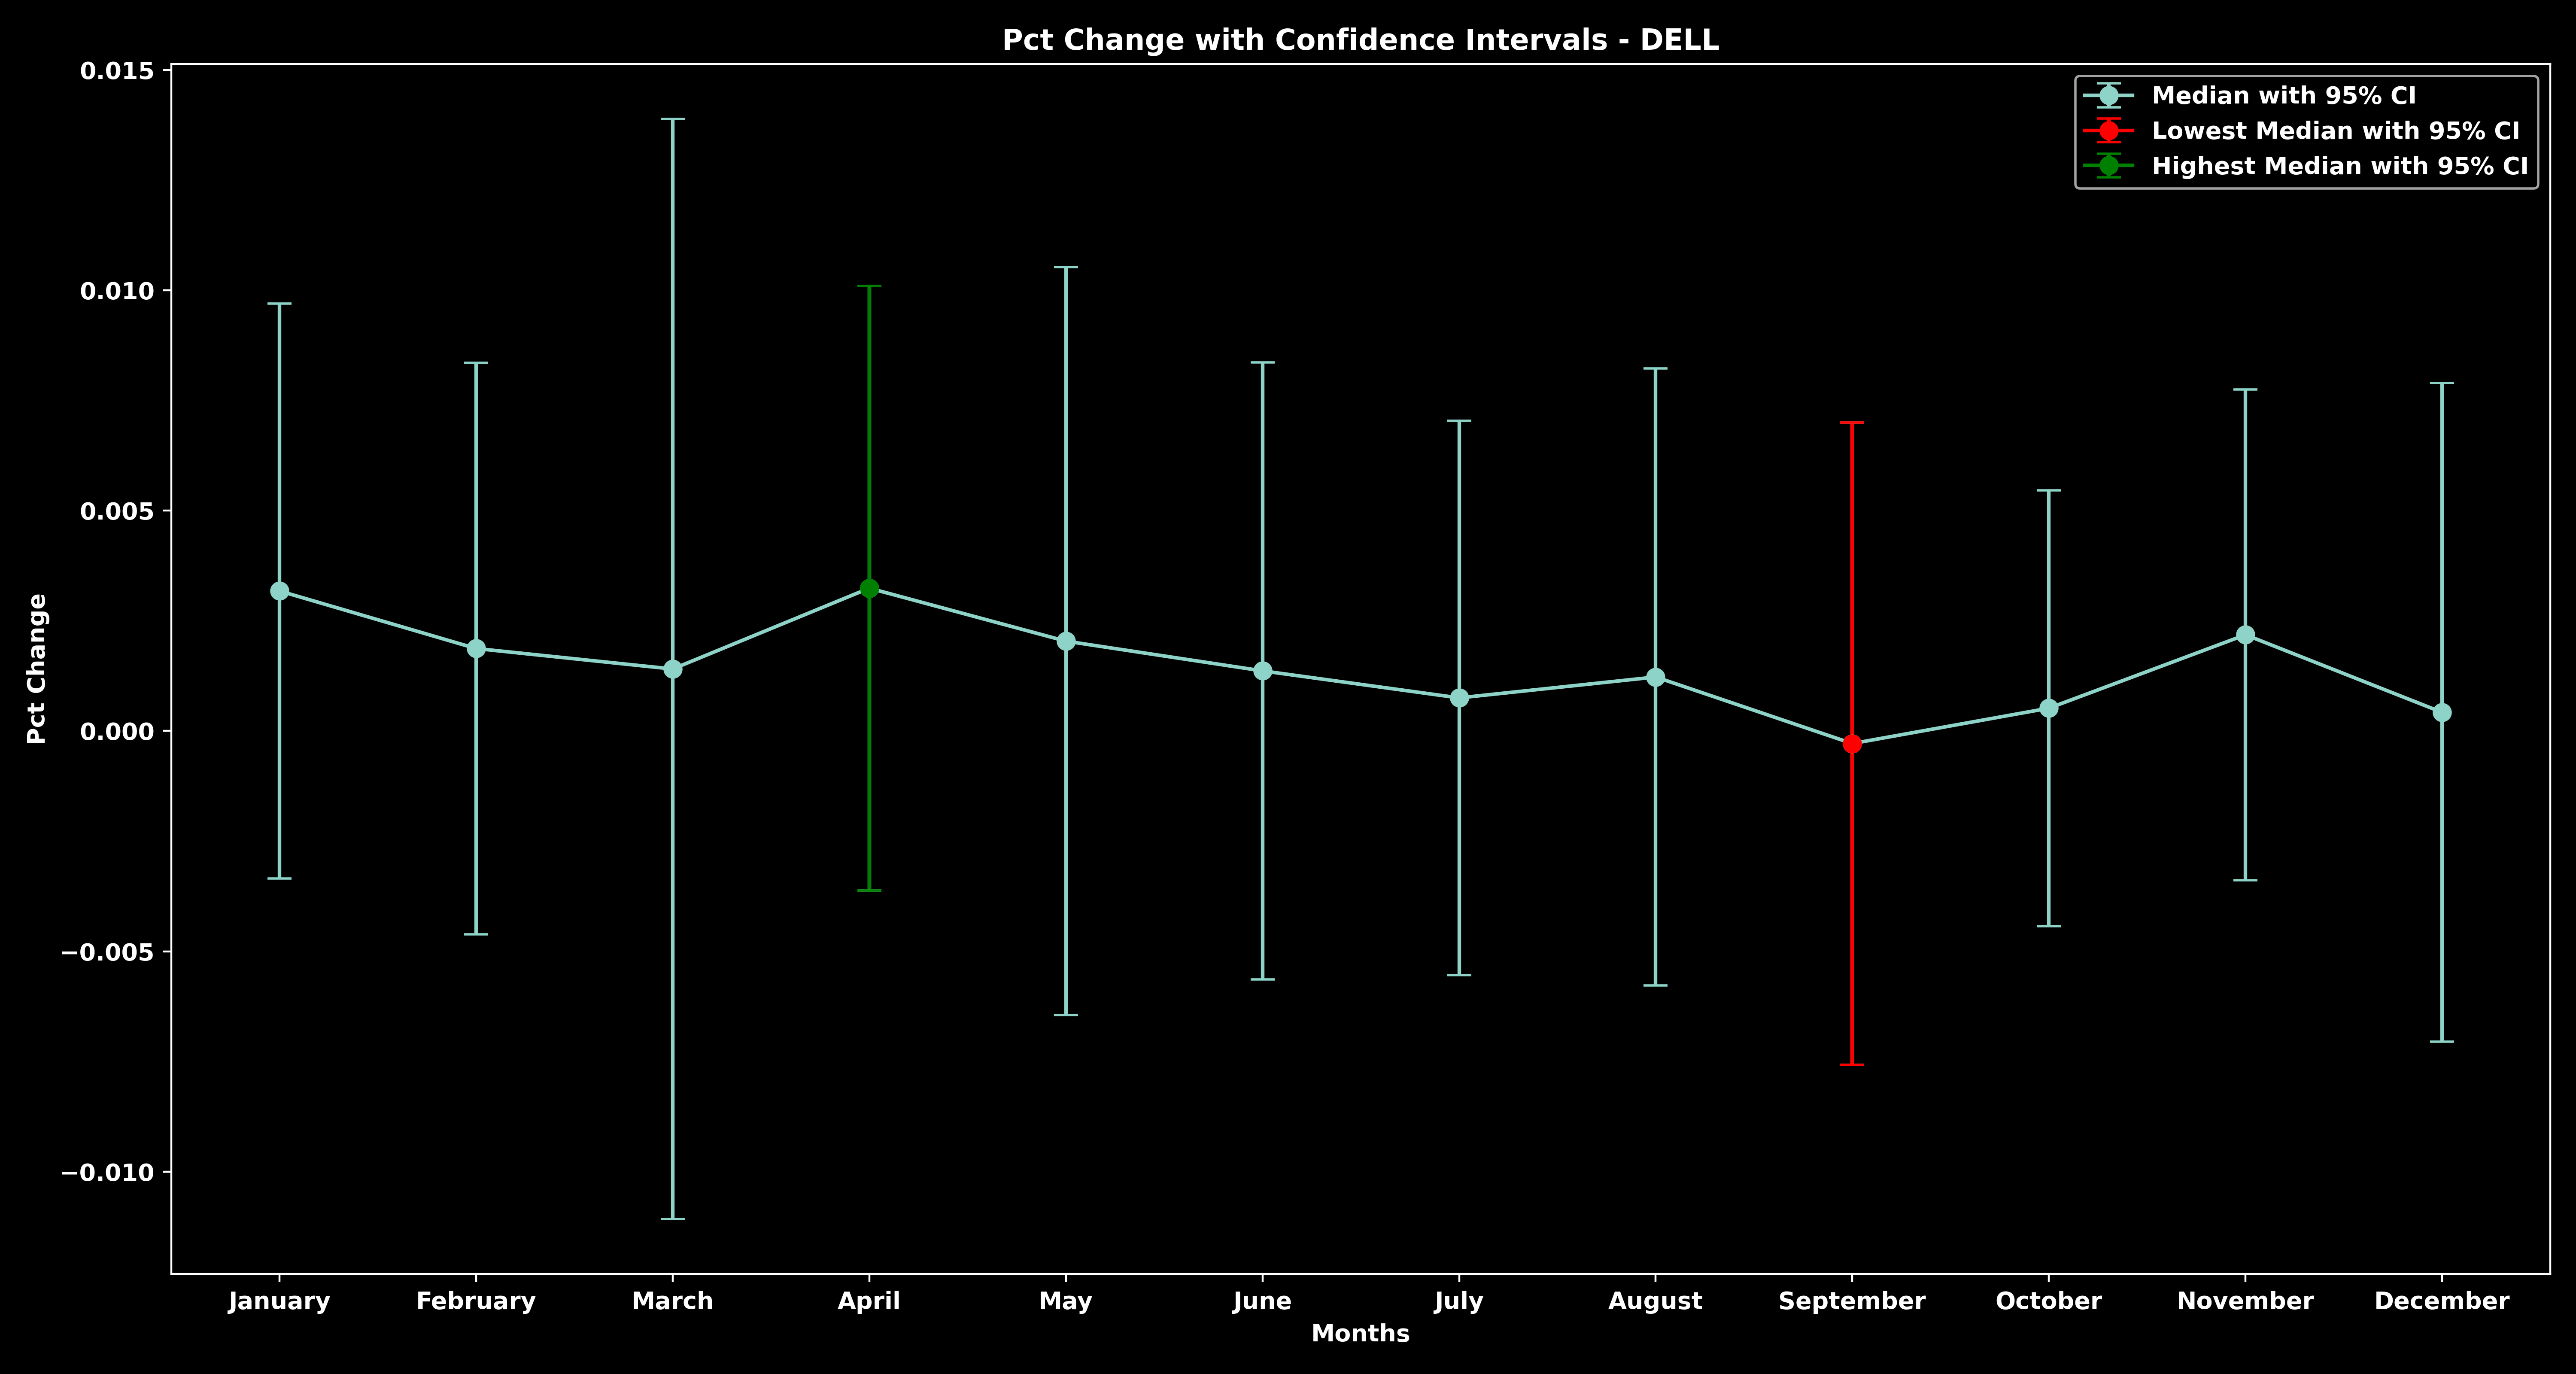 Pct Change with Confidence Intervals - DELL
Median with 95% CI
Lowest Median with 95% CI
Highest Median with 95% CI
Pct Change
0.015
0.010
0.005
0.000
−0.005
−0.010
January February March April May June July August September October November December
Months